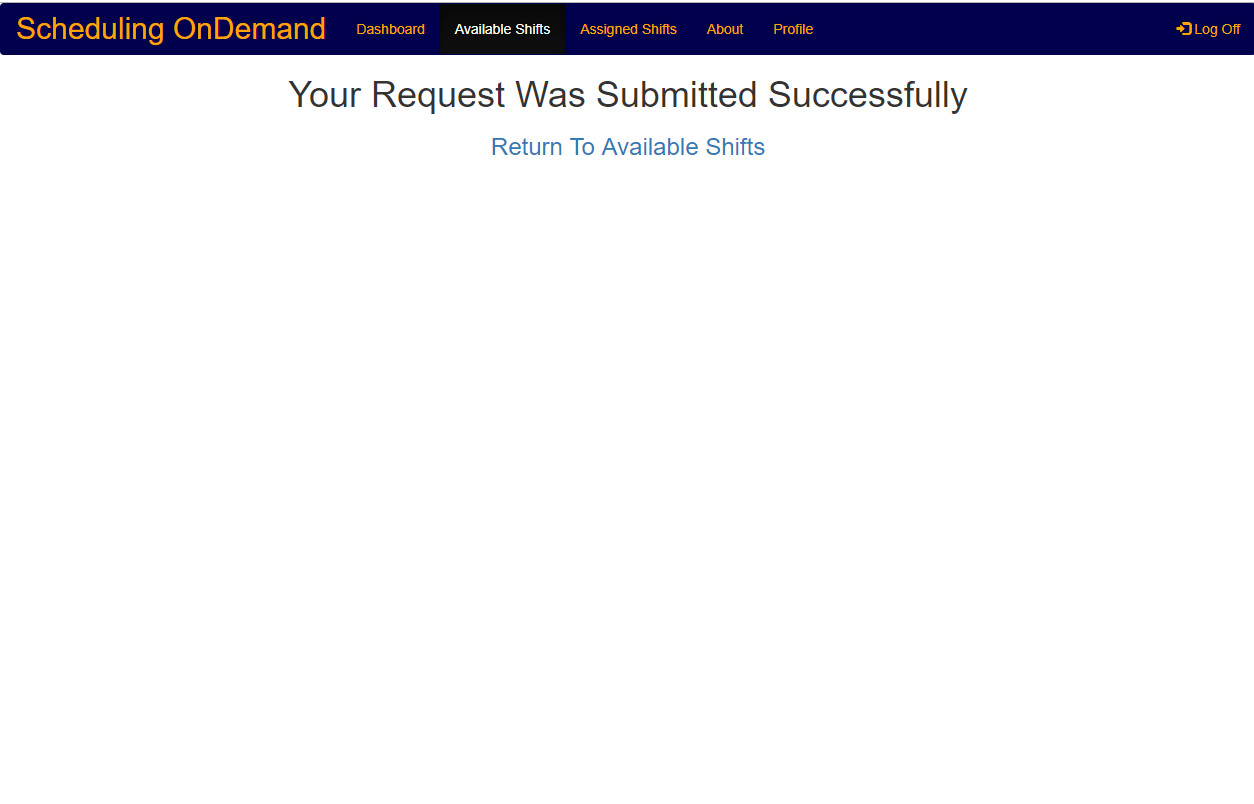 Scheduling OnDemand Dashboard Available Shifts Assigned Shifts About Profile Log Off
Your Request Was Submitted Successfully
Return To Available Shifts